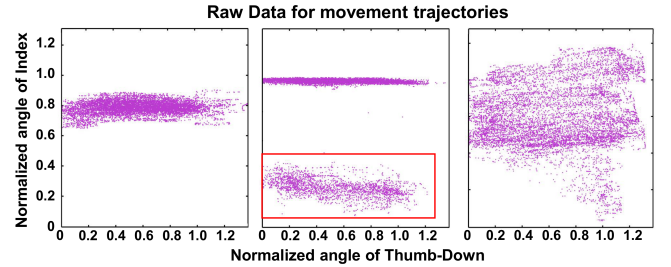 Raw Data for movement trajectories
Normalized angle of Index
1.2
1.0
0.8
0.6
0.4
0.2
0
0 0.2 0.4 0.6 0.8 1.0 1.2
0 0.2 0.4 0.6 0.8 1.0 1.2
0 0.2 0.4 0.6 0.8 1.0 1.2
Normalized angle of Thumb-Down